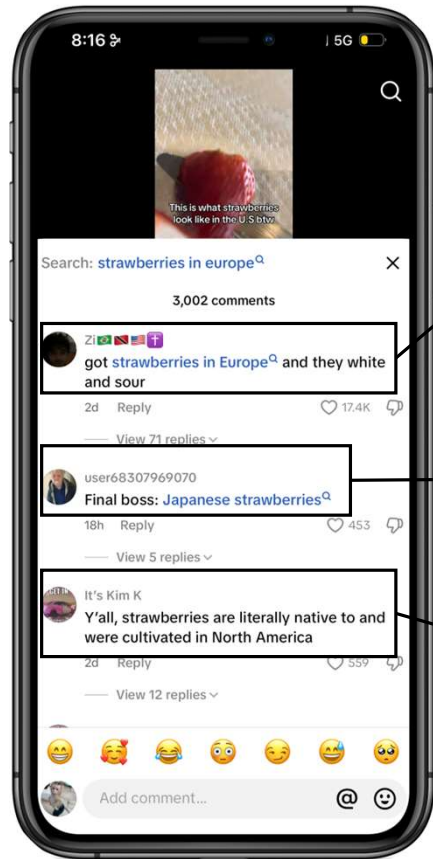 8:16
5G
This is what strawberries
look like in the U.S btw
Search: strawberries in europe
3,002 comments
Zi🇧🇷🇹🇹🇺🇸✝️
got strawberries in Europe and they white
and sour
2d Reply 17.4K
View 71 replies
user68307969070
Final boss: Japanese strawberries
18h Reply 453
View 5 replies
GET IN
It's Kim K
Y'all, strawberries are literally native to and
were cultivated in North America
2d Reply 559
View 12 replies
Add comment... @